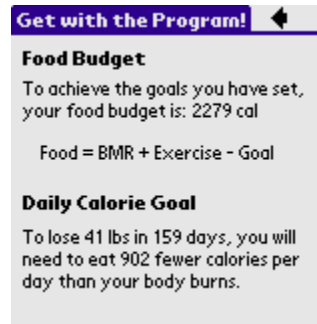 Get with the Program!
Food Budget
To achieve the goals you have set,
your food budget is: 2279 cal
Food = BMR + Exercise - Goal
Daily Calorie Goal
To lose 41 lbs in 159 days, you will
need to eat 902 fewer calories per
day than your body burns.